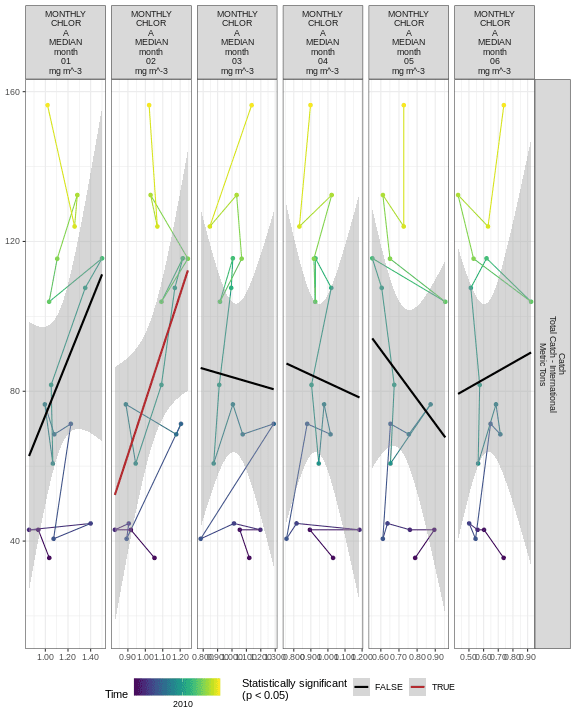 MONTHLY
CHLOR
A
MEDIAN
month
01
mg m^-3
MONTHLY
CHLOR
A
MEDIAN
month
02
mg m^-3
MONTHLY
CHLOR
A
MEDIAN
month
03
mg m^-3
MONTHLY
CHLOR
A
MEDIAN
month
04
mg m^-3
MONTHLY
CHLOR
A
MEDIAN
month
05
mg m^-3
MONTHLY
CHLOR
A
MEDIAN
month
06
mg m^-3
160
120
80
40
Catch
Total Catch - International
Metric Tons
1.00 1.20 1.40
0.90 1.00 1.10 1.20
0.80 0.90 1.00 1.10 1.20 1.30
0.80 0.90 1.00 1.10 1.20
0.60 0.70 0.80 0.90
0.50 0.60 0.70 0.80 0.90
Time
2010
Statistically significant
(p < 0.05)
FALSE
TRUE